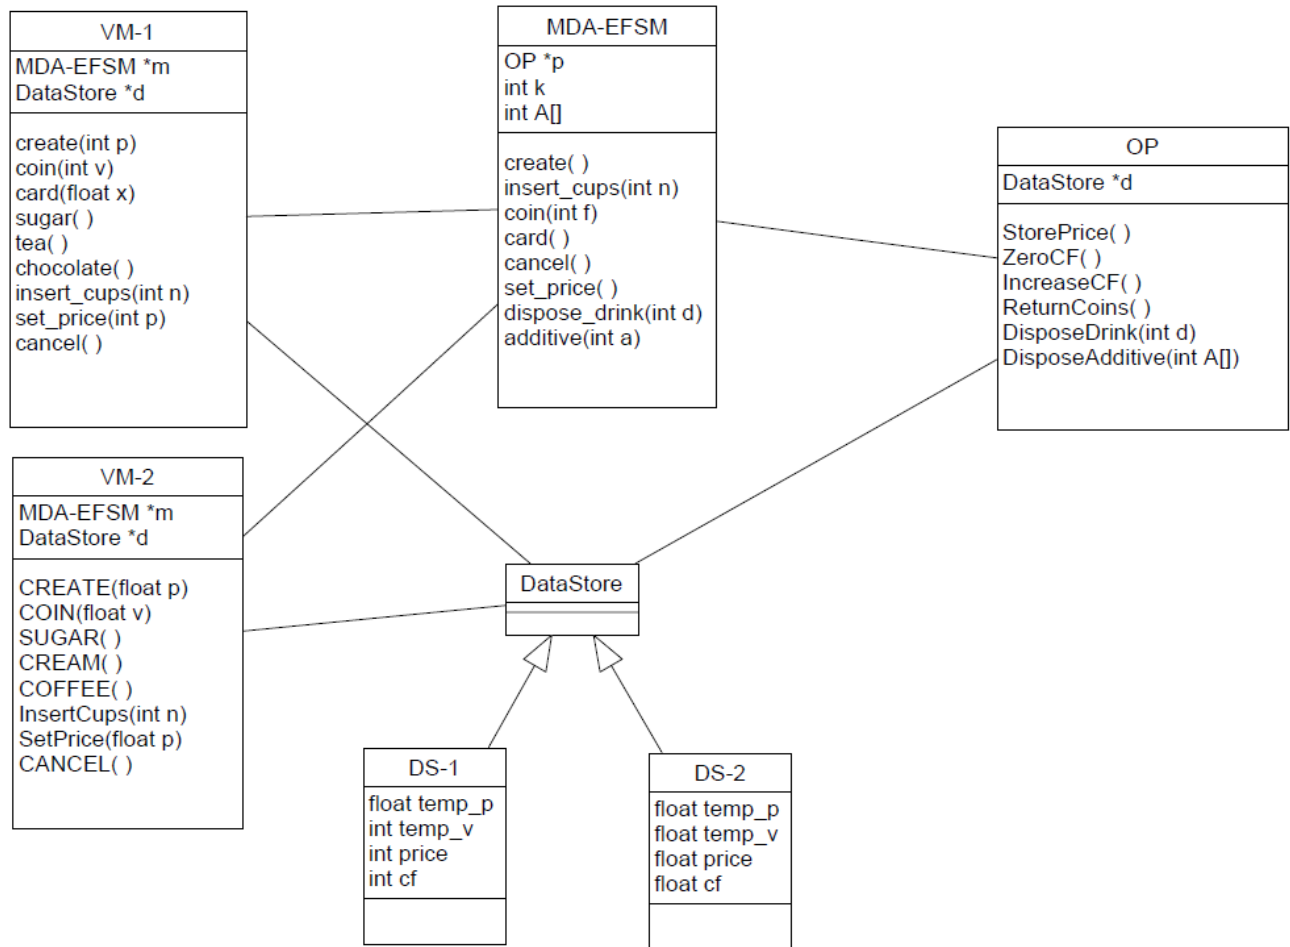 VM-1
MDA-EFSM *m
DataStore *d
create(int p)
coin(int v)
card(float x)
sugar( )
tea( )
chocolate( )
insert_cups(int n)
set_price(int p)
cancel( )
MDA-EFSM
OP *p
int k
int A[]
create( )
insert_cups(int n)
coin(int f)
card( )
cancel( )
set_price( )
dispose_drink(int d)
additive(int a)
OP
DataStore *d
StorePrice( )
ZeroCF( )
IncreaseCF( )
ReturnCoins( )
DisposeDrink(int d)
DisposeAdditive(int A[])
VM-2
MDA-EFSM *m
DataStore *d
CREATE(float p)
COIN(float v)
SUGAR( )
CREAM( )
COFFEE( )
InsertCups(int n)
SetPrice(float p)
CANCEL( )
DataStore
DS-1
float temp_p
int temp_v
int price
int cf
DS-2
float temp_p
float temp_v
float price
float cf